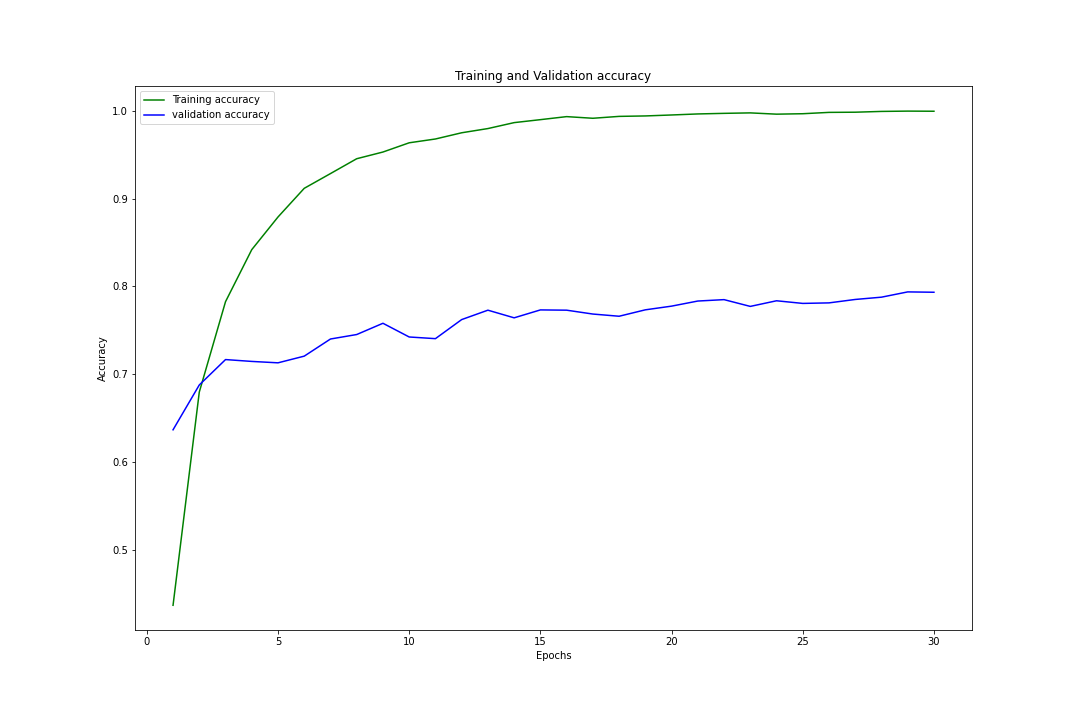 Training and Validation accuracy
Training accuracy
validation accuracy
1.0
0.9
0.8
0.7
0.6
0.5
Accuracy
0 5 10 15 20 25 30
Epochs